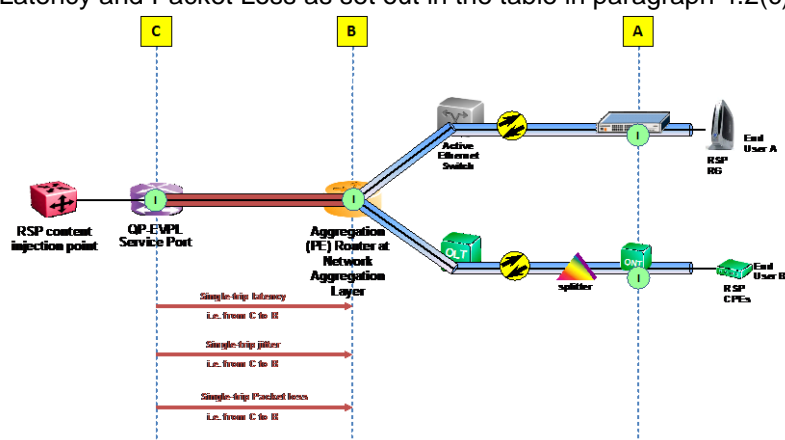 Latency and Packet Loss as set out in the table in paragraph 4.2(c)
C
B
A
I
Active
Ethernet
Switch
End
User A
RSP
RG
I
I
RSP content
injection point
QP-EVPL
Service Port
Aggregation
(PE) Router at
Network
Aggregation
Layer
OLT
splitter
ONT
I
End
User B
RSP
CPEs
Single-trip latency
i.e. from C to B
Single-trip jitter
i.e. from C to B
Single-trip Packet loss
i.e. from C to B